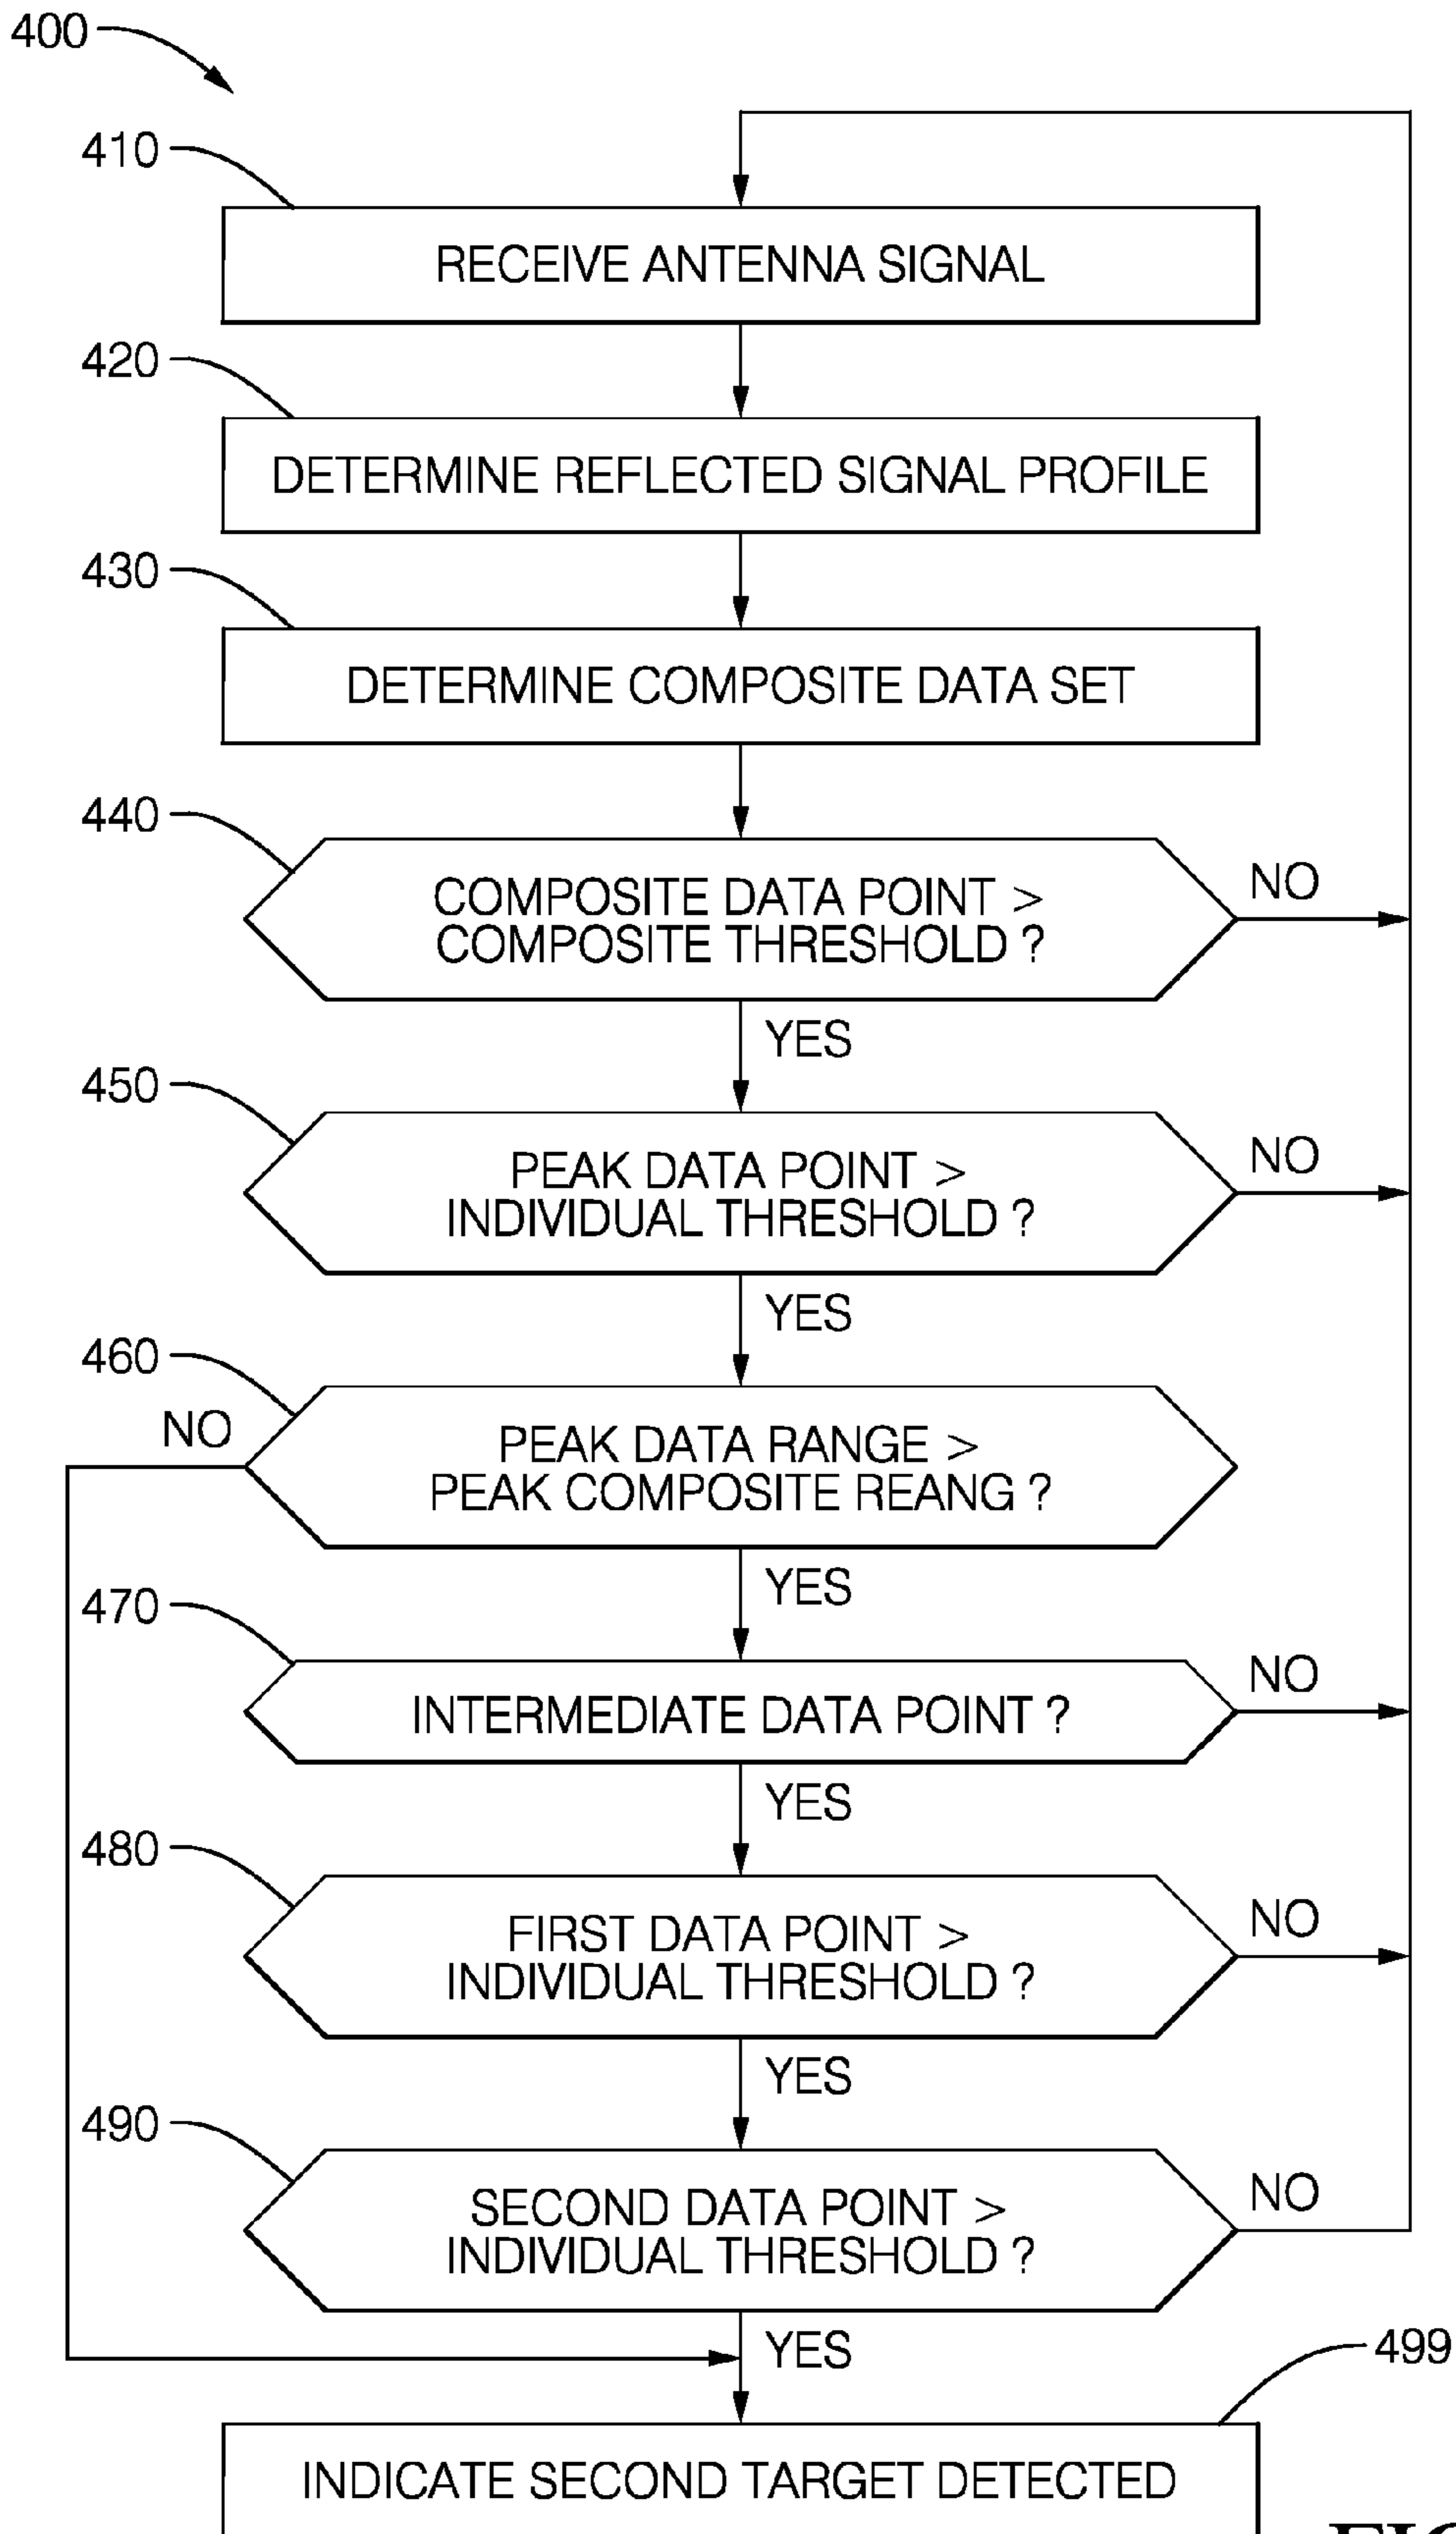 400
410
RECEIVE ANTENNA SIGNAL
420
DETERMINE REFLECTED SIGNAL PROFILE
430
DETERMINE COMPOSITE DATA SET
440
COMPOSITE DATA POINT >
COMPOSITE THRESHOLD ?
NO
YES
450
PEAK DATA POINT >
INDIVIDUAL THRESHOLD ?
NO
YES
460
NO
PEAK DATA RANGE >
PEAK COMPOSITE REANG ?
YES
470
INTERMEDIATE DATA POINT ?
NO
YES
480
FIRST DATA POINT >
INDIVIDUAL THRESHOLD ?
NO
YES
490
SECOND DATA POINT >
INDIVIDUAL THRESHOLD ?
NO
YES
499
INDICATE SECOND TARGET DETECTED